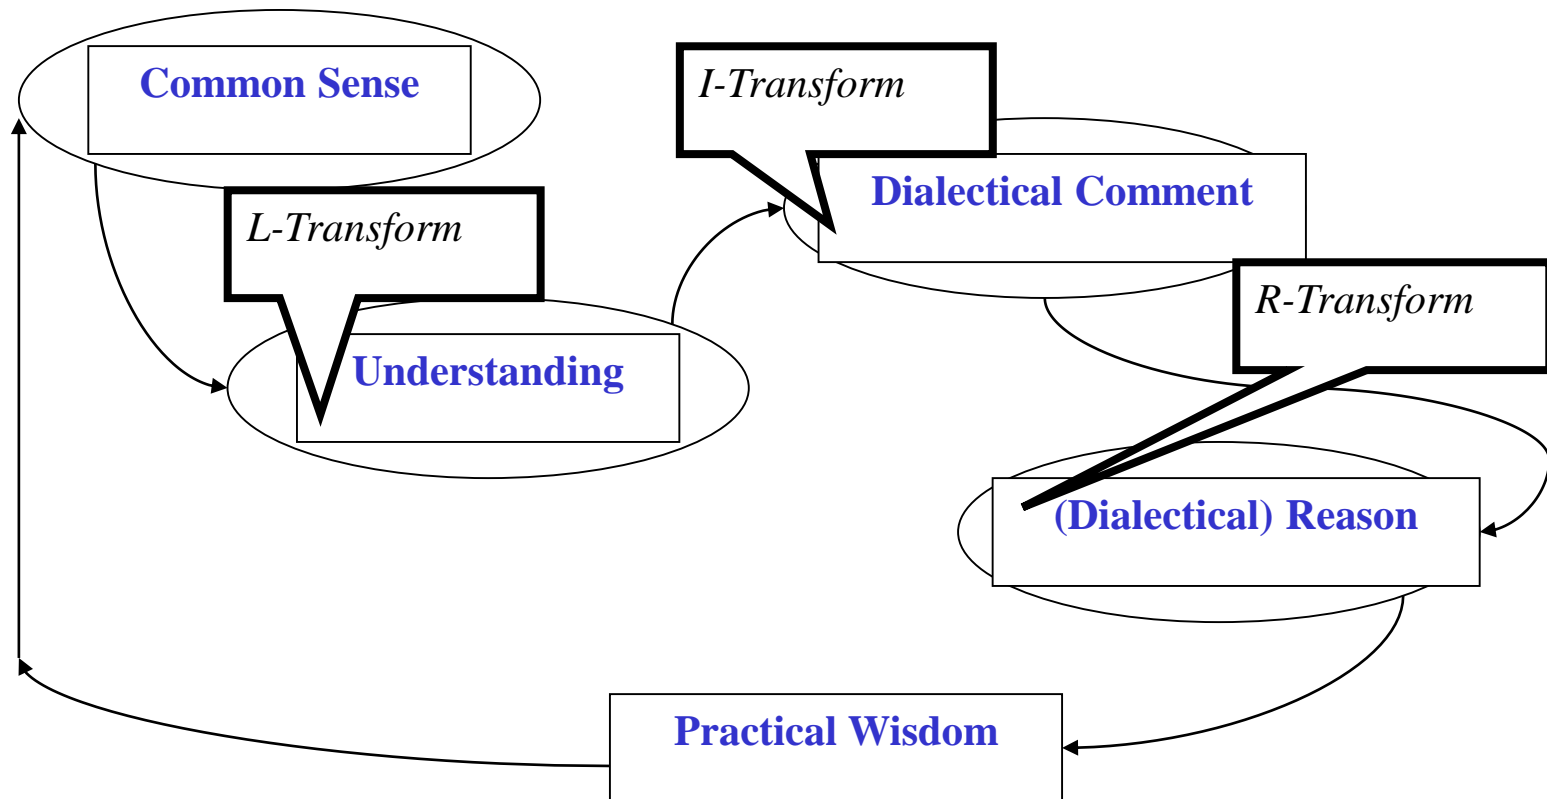 Common Sense
I-Transform
Dialectical Comment
L-Transform
R-Transform
Understanding
(Dialectical) Reason
Practical Wisdom